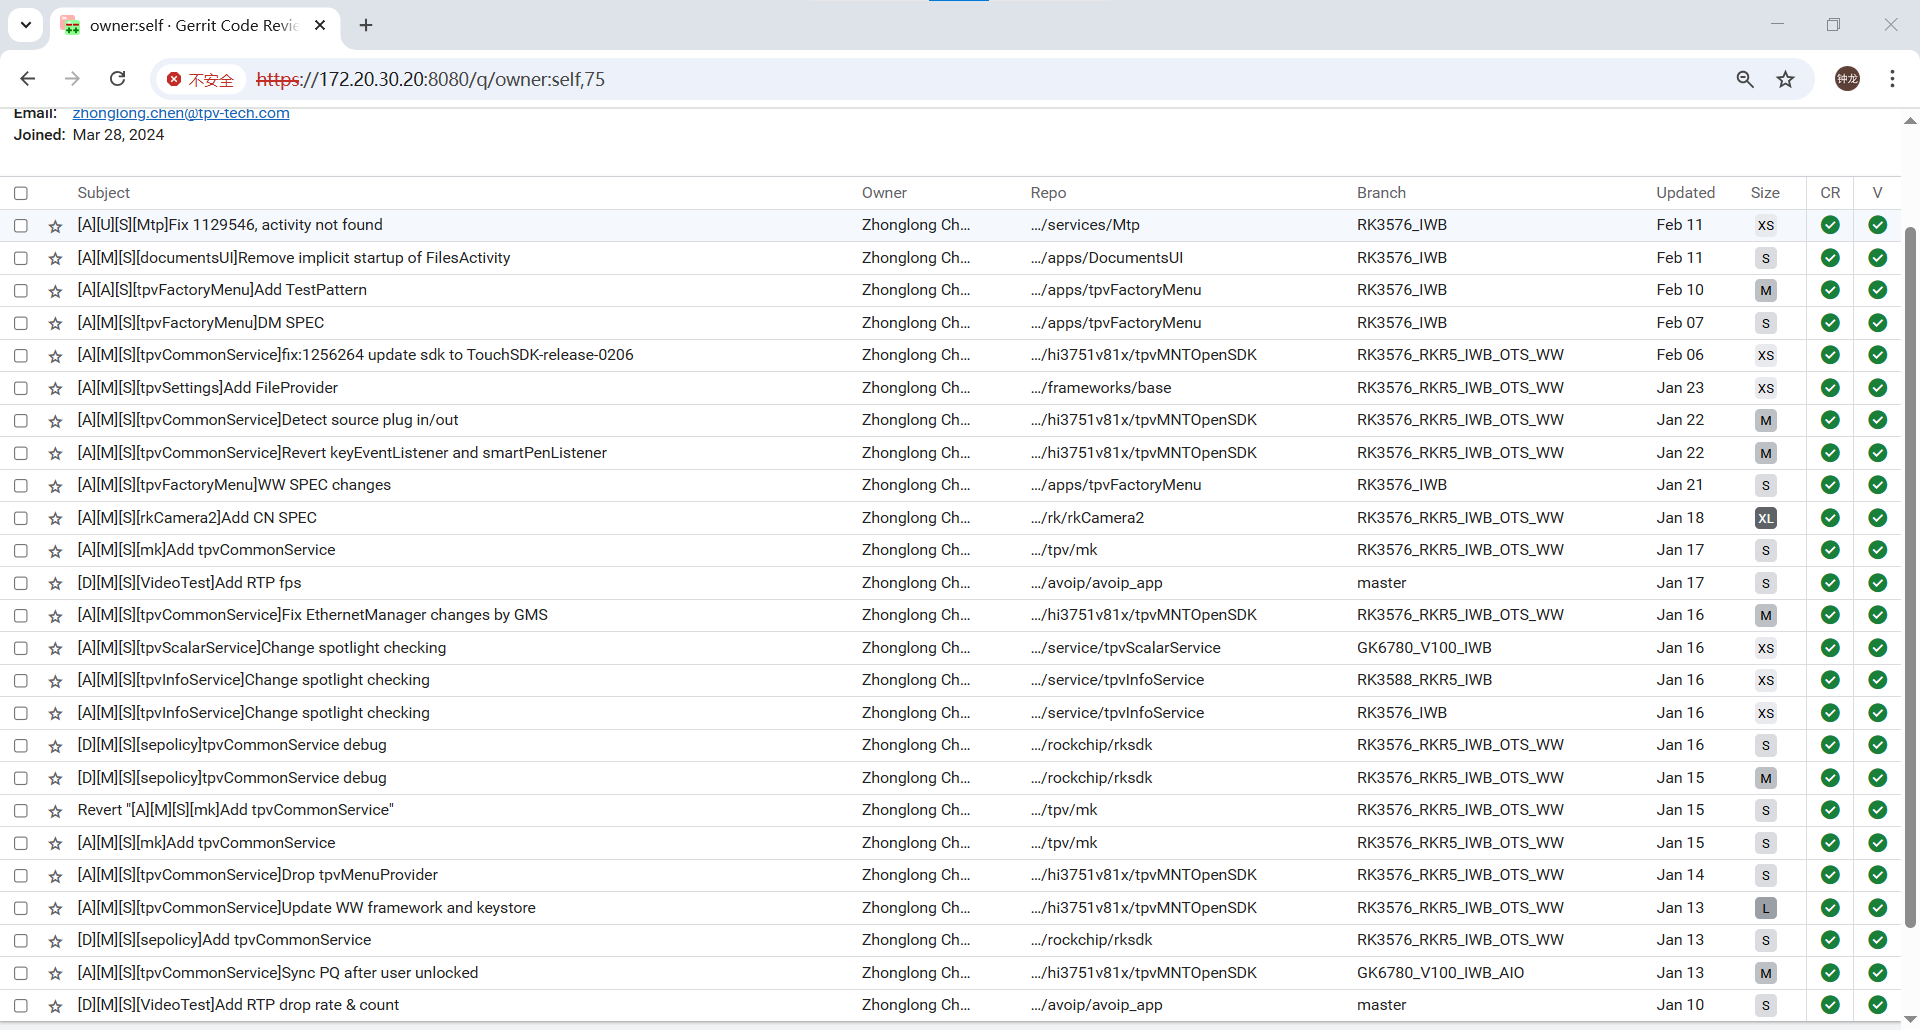 owner:self · Gerrit Code Revie
不安全 https://172.20.30.20:8080/q/owner:self,75 钟龙
Email: zhonglong.chen@tpv-tech.com
Joined: Mar 28, 2024
Subject Owner Repo Branch Updated Size CR V
[A][U][S][Mtp]Fix 1129546, activity not found Zhonglong Ch... .../services/Mtp RK3576_IWB Feb 11 XS
[A][M][S][documentsUI]Remove implicit startup of FilesActivity Zhonglong Ch... .../apps/DocumentsUI RK3576_IWB Feb 11 S
[A][A][S][tpvFactoryMenu]Add TestPattern Zhonglong Ch... .../apps/tpvFactoryMenu RK3576_IWB Feb 10 M
[A][M][S][tpvFactoryMenu]DM SPEC Zhonglong Ch... .../apps/tpvFactoryMenu RK3576_IWB Feb 07 S
[A][M][S][tpvCommonService]fix:1256264 update sdk to TouchSDK-release-0206 Zhonglong Ch... .../hi3751v81x/tpvMNTOpenSDK RK3576_RKR5_IWB_OTS_WW Feb 06 XS
[A][M][S][tpvSettings]Add FileProvider Zhonglong Ch... .../frameworks/base RK3576_RKR5_IWB_OTS_WW Jan 23 XS
[A][M][S][tpvCommonService]Detect source plug in/out Zhonglong Ch... .../hi3751v81x/tpvMNTOpenSDK RK3576_RKR5_IWB_OTS_WW Jan 22 M
[A][M][S][tpvCommonService]Revert keyEventListener and smartPenListener Zhonglong Ch... .../hi3751v81x/tpvMNTOpenSDK RK3576_RKR5_IWB_OTS_WW Jan 22 M
[A][M][S][tpvFactoryMenu]WW SPEC changes Zhonglong Ch... .../apps/tpvFactoryMenu RK3576_IWB Jan 21 S
[A][M][S][rkCamera2]Add CN SPEC Zhonglong Ch... .../rk/rkCamera2 RK3576_RKR5_IWB_OTS_WW Jan 18 XL
[A][M][S][mk]Add tpvCommonService Zhonglong Ch... .../tpv/mk RK3576_RKR5_IWB_OTS_WW Jan 17 S
[D][M][S][VideoTest]Add RTP fps Zhonglong Ch... .../avoip/avoip_app master Jan 17 S
[A][M][S][tpvCommonService]Fix EthernetManager changes by GMS Zhonglong Ch... .../hi3751v81x/tpvMNTOpenSDK RK3576_RKR5_IWB_OTS_WW Jan 16 M
[A][M][S][tpvScalarService]Change spotlight checking Zhonglong Ch... .../service/tpvScalarService GK6780_V100_IWB Jan 16 XS
[A][M][S][tpvInfoService]Change spotlight checking Zhonglong Ch... .../service/tpvInfoService RK3588_RKR5_IWB Jan 16 XS
[A][M][S][tpvInfoService]Change spotlight checking Zhonglong Ch... .../service/tpvInfoService RK3576_IWB Jan 16 XS
[D][M][S][sepolicy]tpvCommonService debug Zhonglong Ch... .../rockchip/rksdk RK3576_RKR5_IWB_OTS_WW Jan 16 S
[D][M][S][sepolicy]tpvCommonService debug Zhonglong Ch... .../rockchip/rksdk RK3576_RKR5_IWB_OTS_WW Jan 15 M
Revert "[A][M][S][mk]Add tpvCommonService" Zhonglong Ch... .../tpv/mk RK3576_RKR5_IWB_OTS_WW Jan 15 S
[A][M][S][mk]Add tpvCommonService Zhonglong Ch... .../tpv/mk RK3576_RKR5_IWB_OTS_WW Jan 15 S
[A][M][S][tpvCommonService]Drop tpvMenuProvider Zhonglong Ch... .../hi3751v81x/tpvMNTOpenSDK RK3576_RKR5_IWB_OTS_WW Jan 14 S
[A][M][S][tpvCommonService]Update WW framework and keystore Zhonglong Ch... .../hi3751v81x/tpvMNTOpenSDK RK3576_RKR5_IWB_OTS_WW Jan 13 L
[D][M][S][sepolicy]Add tpvCommonService Zhonglong Ch... .../rockchip/rksdk RK3576_RKR5_IWB_OTS_WW Jan 13 S
[A][M][S][tpvCommonService]Sync PQ after user unlocked Zhonglong Ch... .../hi3751v81x/tpvMNTOpenSDK GK6780_V100_IWB_AIO Jan 13 M
[D][M][S][VideoTest]Add RTP drop rate & count Zhonglong Ch... .../avoip/avoip_app master Jan 10 S